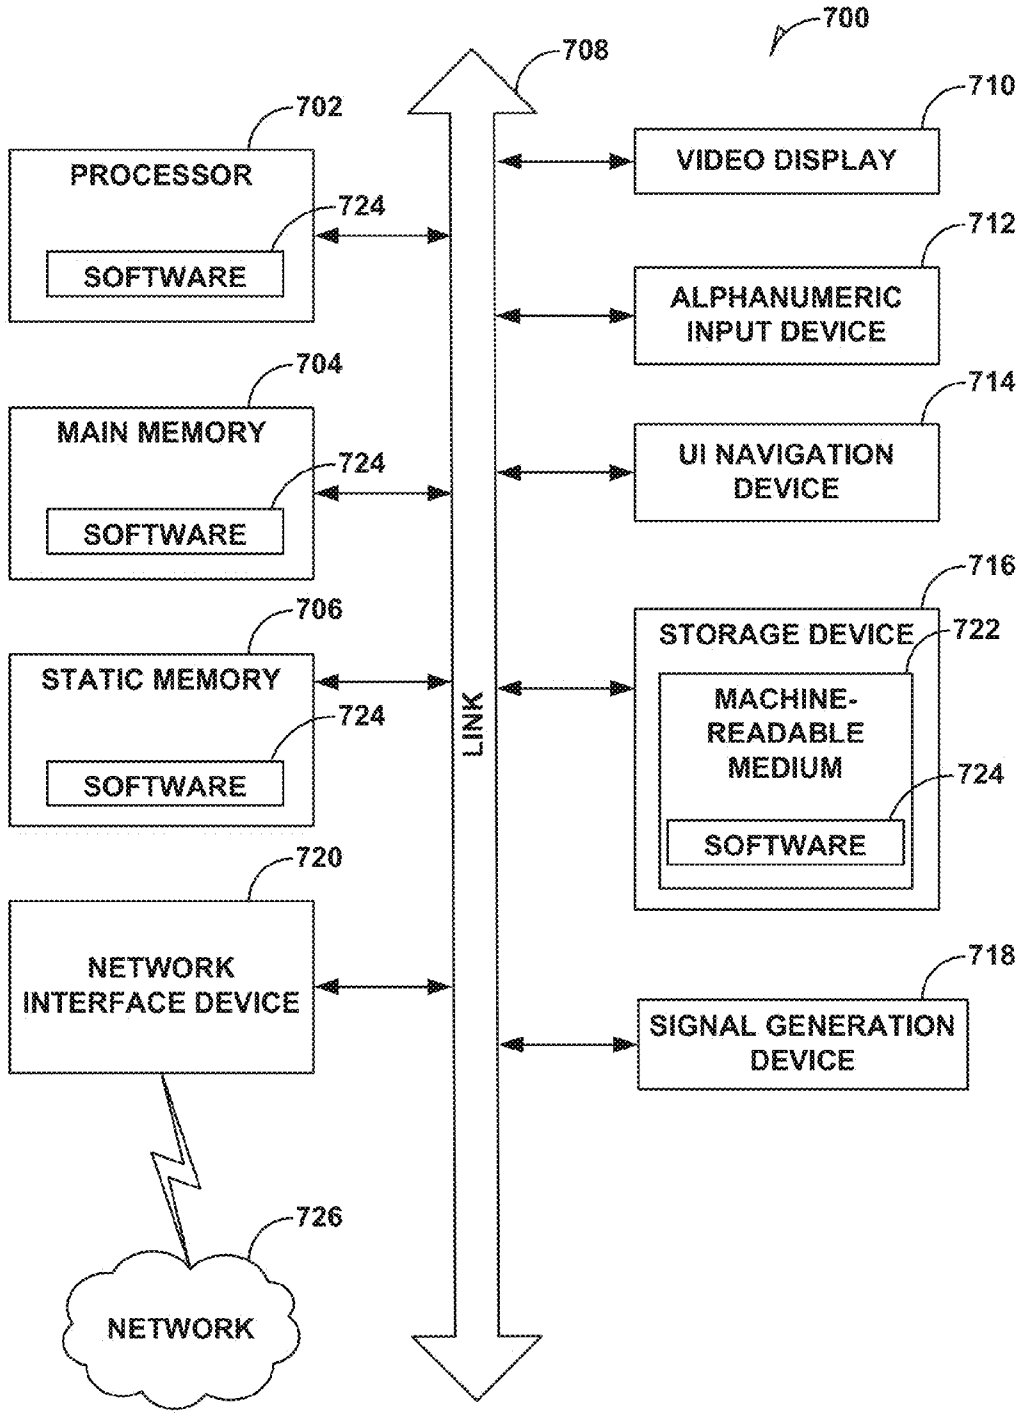 700
708
702
PROCESSOR
724
SOFTWARE
704
MAIN MEMORY
724
SOFTWARE
706
STATIC MEMORY
724
SOFTWARE
720
NETWORK
INTERFACE DEVICE
726
NETWORK
LINK
710
VIDEO DISPLAY
712
ALPHANUMERIC
INPUT DEVICE
714
UI NAVIGATION
DEVICE
716
STORAGE DEVICE
722
MACHINE-
READABLE
MEDIUM
724
SOFTWARE
718
SIGNAL GENERATION
DEVICE